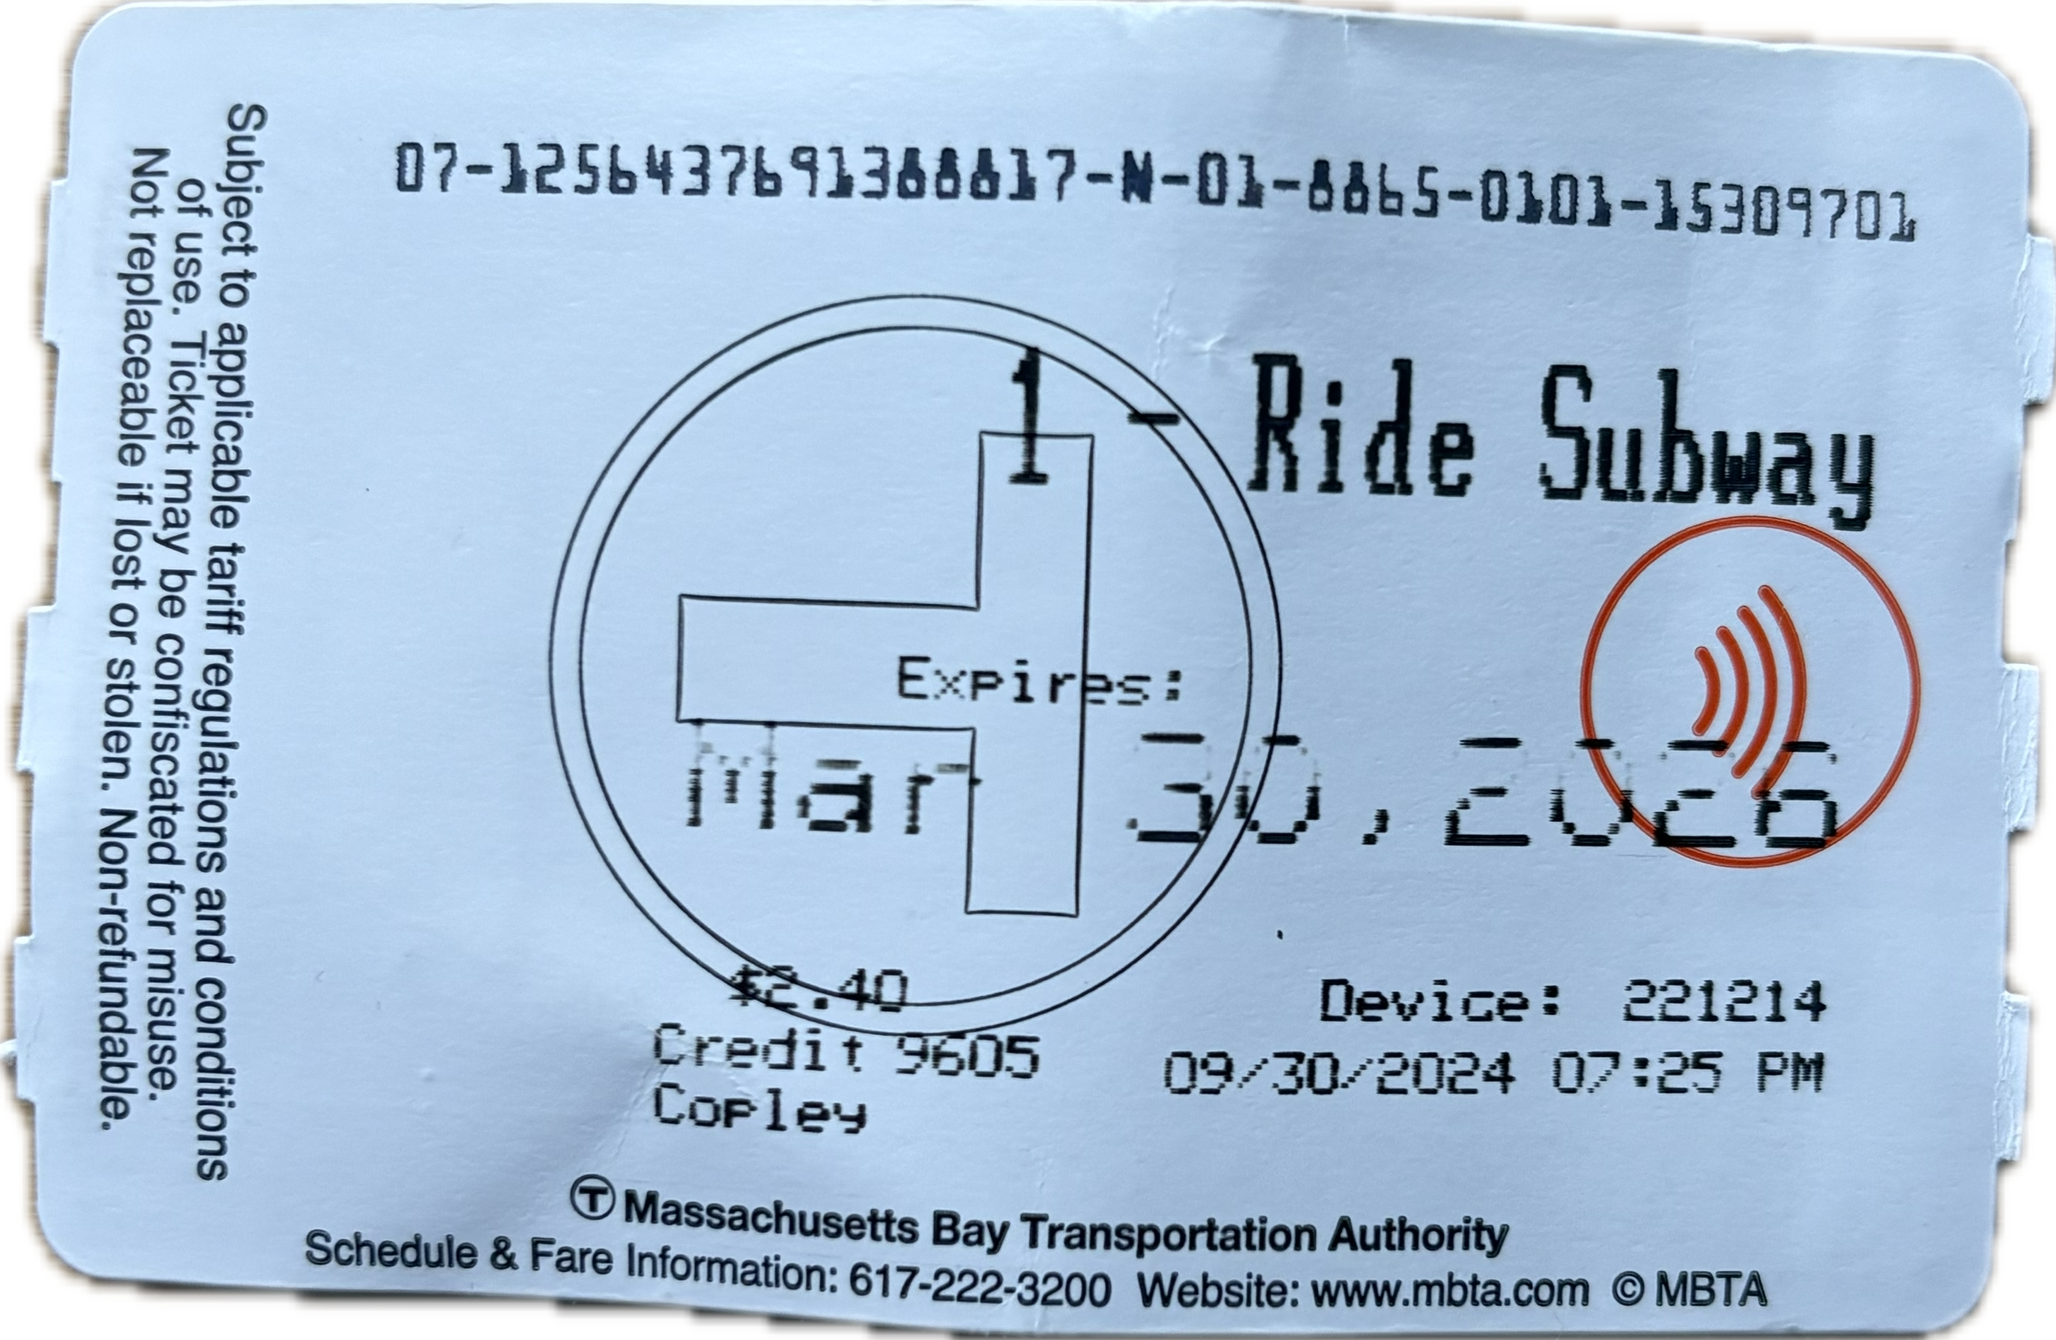 07-1256437691388817-N-01-8865-0101-15309701
1 - Ride Subway
Expires:
Mar 30, 2026
$2.40
Credit 9605
Copley
Device: 221214
09/30/2024 07:25 PM
T Massachusetts Bay Transportation Authority
Schedule & Fare Information: 617-222-3200 Website: www.mbta.com © MBTA
Subject to applicable tariff regulations and conditions
of use. Ticket may be confiscated for misuse.
Not replaceable if lost or stolen. Non-refundable.